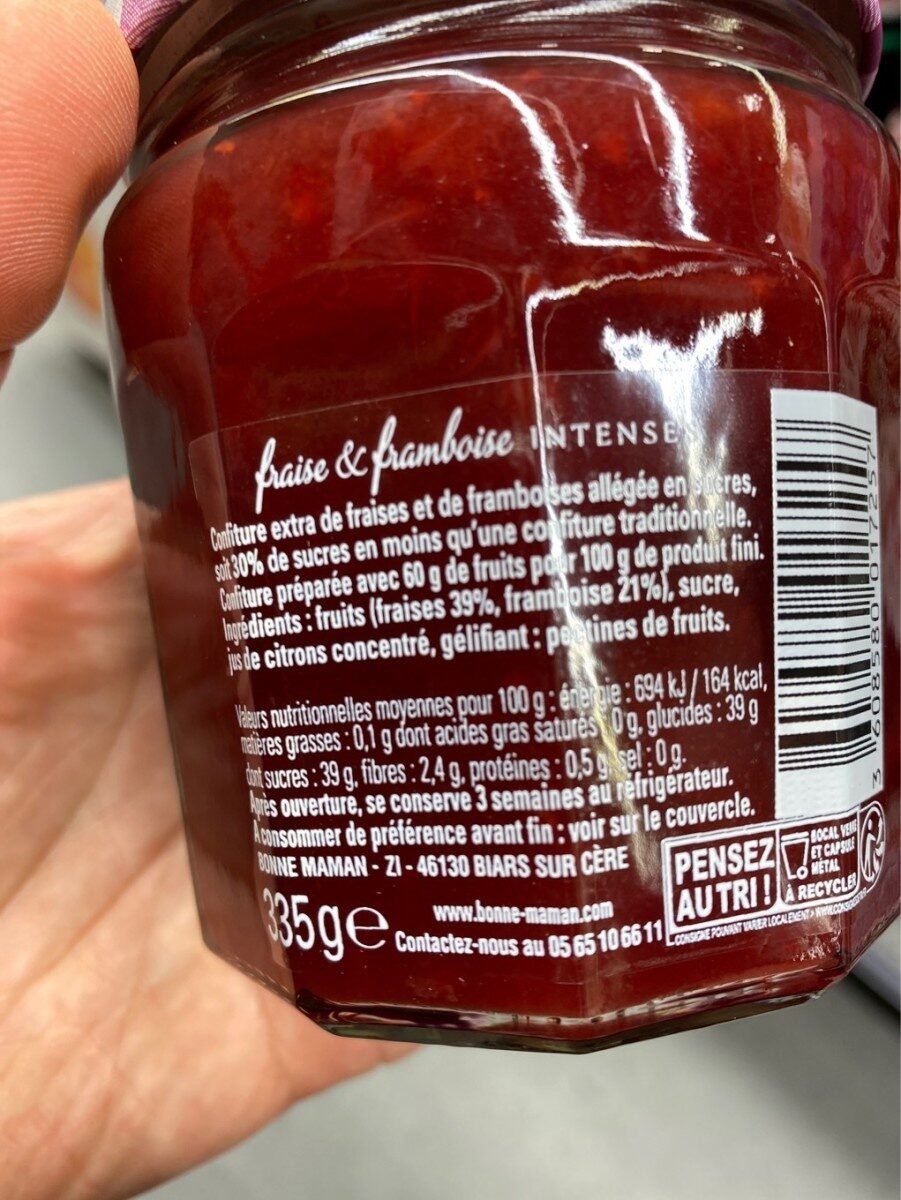 fraise & framboise INTENSE
Confiture extra de fraises et de framboises allégée en sucres,
soit 30% de sucres en moins qu'une confiture traditionnelle.
Confiture préparée avec 60 g de fruits pour 100 g de produit fini.
Ingrédients : fruits (fraises 39%, framboise 21%), sucre,
jus de citrons concentré, gélifiant : pectines de fruits.
Valeurs nutritionnelles moyennes pour 100 g : énergie : 694 kJ / 164 kcal,
matières grasses : 0,1 g dont acides gras saturés : 0 g, glucides : 39 g
dont sucres : 39 g, fibres : 2,4 g, protéines : 0,5 g, sel : 0 g.
Après ouverture, se conserve 3 semaines au réfrigérateur.
A consommer de préférence avant fin : voir sur le couvercle.
BONNE MAMAN - ZI - 46130 BIARS SUR CÈRE
335g e
www.bonne-maman.com
Contactez-nous au 05 65 10 66 11
PENSEZ
AU TRI !
BOCAL VERRE
ET CAPSULE
MÉTAL
À RECYCLER
CONSIGNE POUVANT VARIER LOCALEMENT >
3 608580 017257